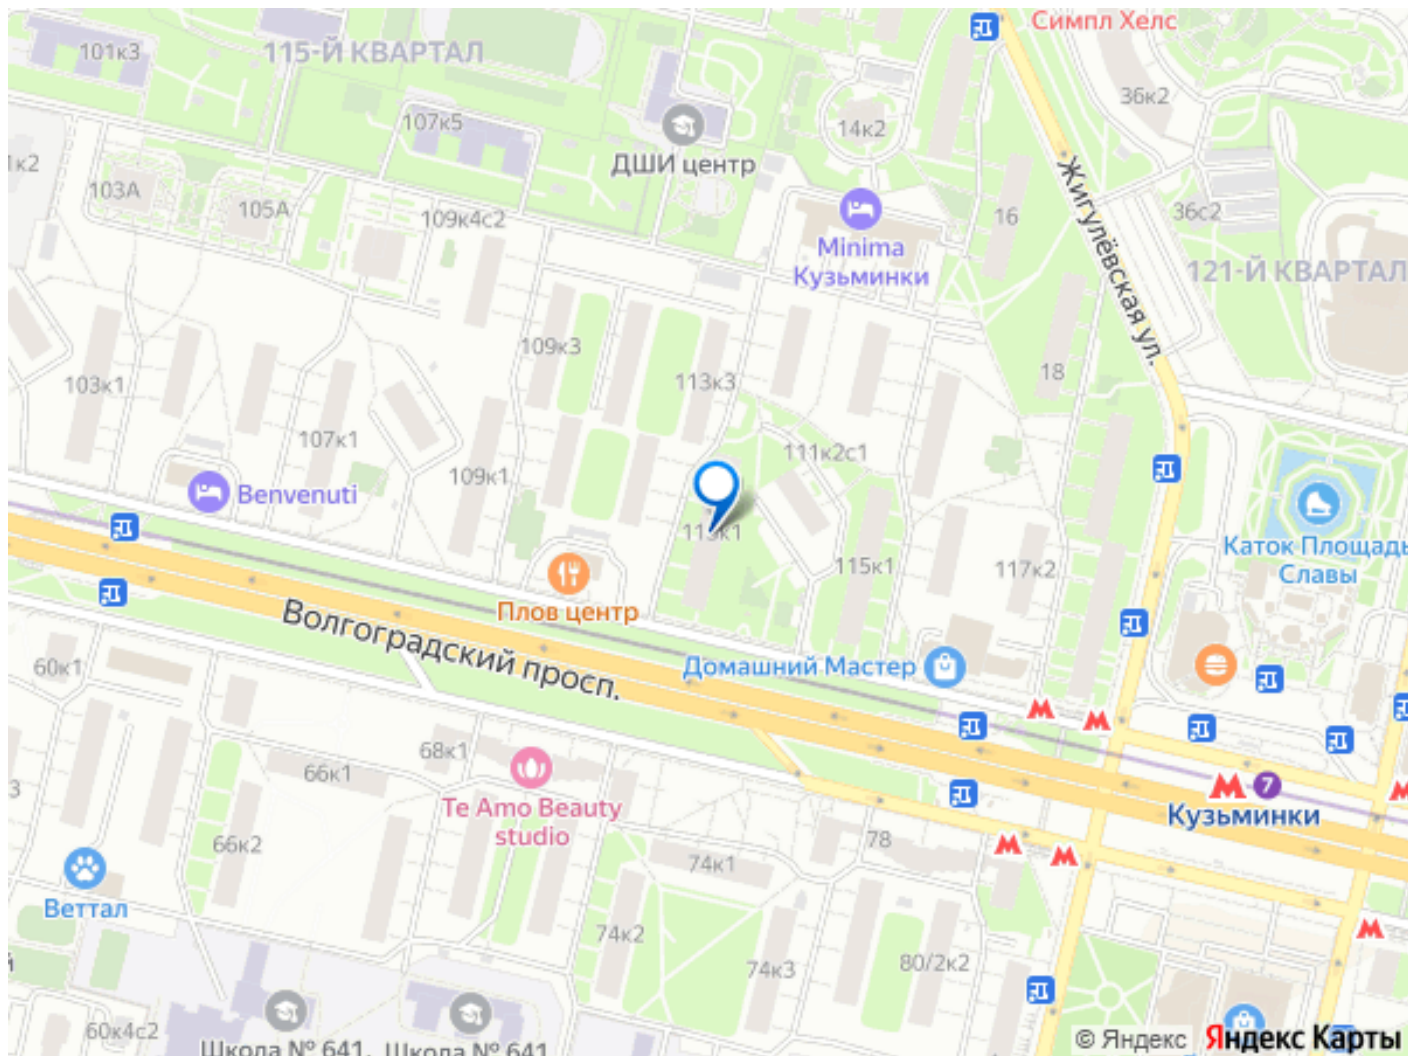 Симпл Хелс
101к3
115-Й КВАРТАЛ
36к2
107к5
14к2
ДШИ центр
1к2
103А
105А
109к4с2
16
36с2
Жигулёвская ул.
Minima
Кузьминки
121-Й КВАРТАЛ
109к3
113к3
18
103к1
107к1
111к2с1
109к1
Benvenuti
115к1
117к2
Каток Площадь
Славы
Плов центр
Волгоградский просп.
Домашний Мастер
60к1
68к1
66к1
7
Кузьминки
Te Amo Beauty
studio
66к2
78
74к1
Веттал
74к2
74к3
80/2к2
60к4с2
Школа № 641,
Школа № 641
© Яндекс
Яндекс Карты